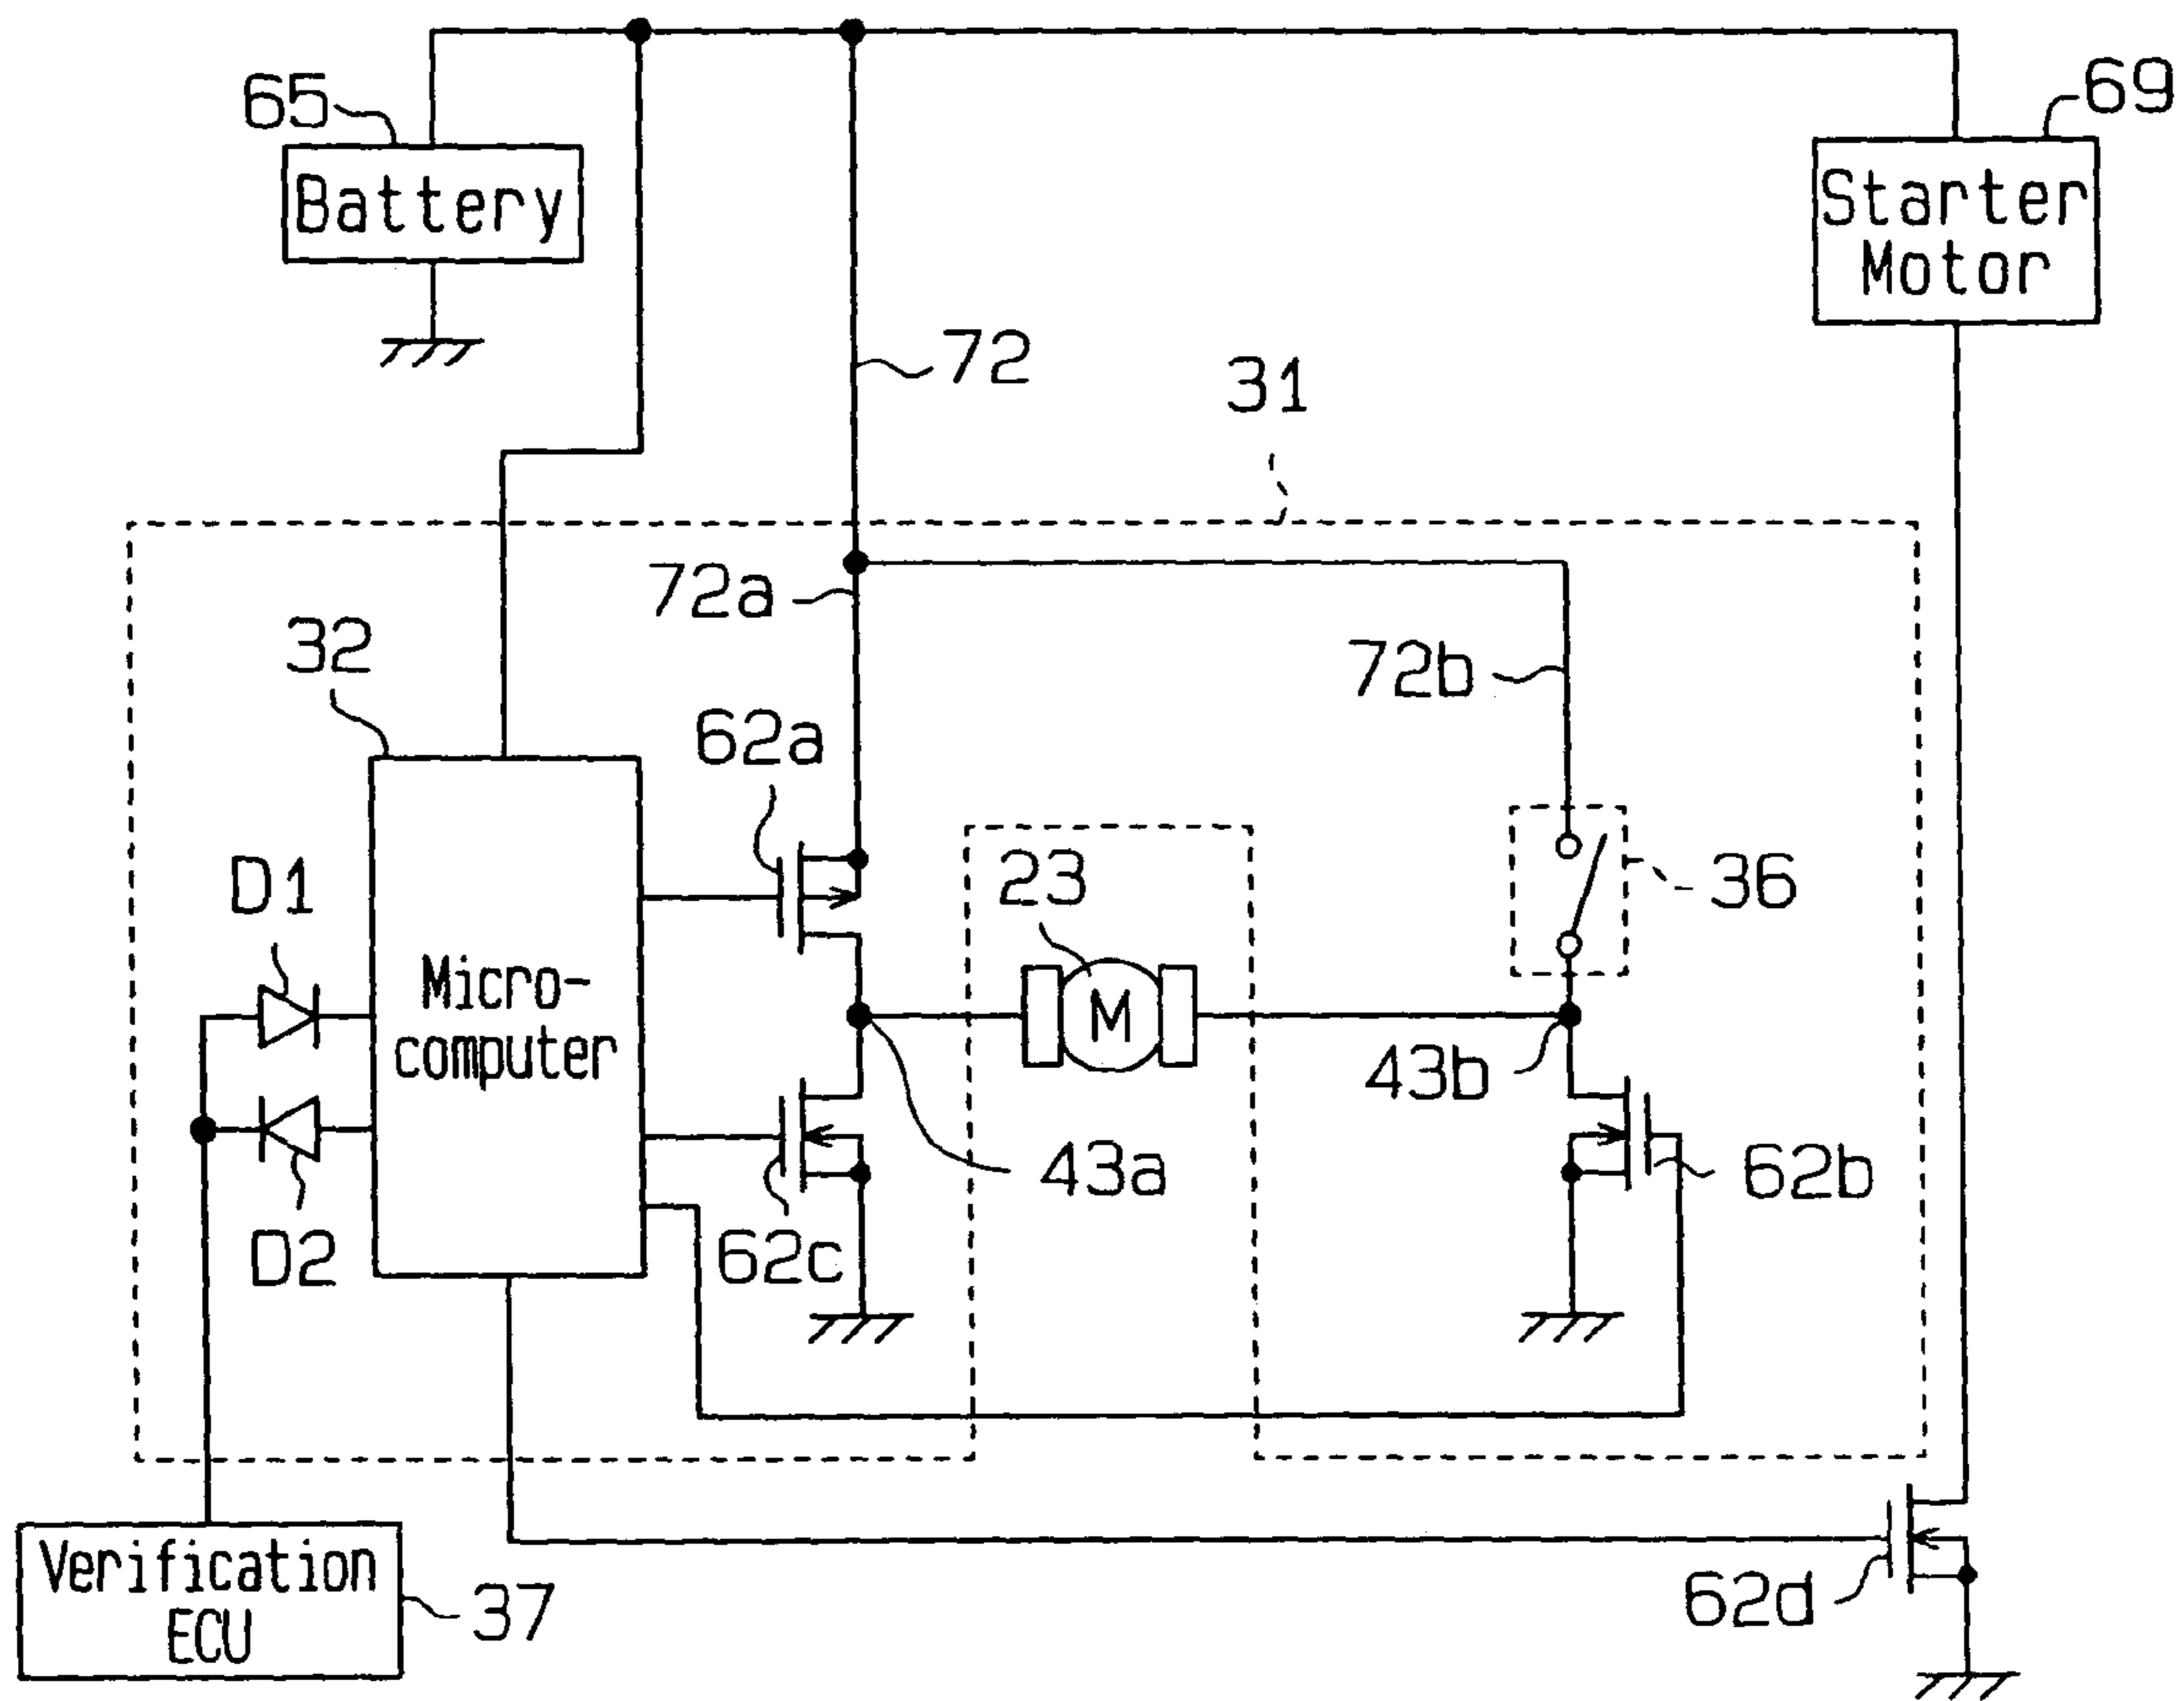 65
Battery
69
Starter
Motor
72
31
72a
72b
32
62a
36
23
D1
M
Micro-
computer
43b
43a
62b
D2
62c
Verification
ECU
37
62d